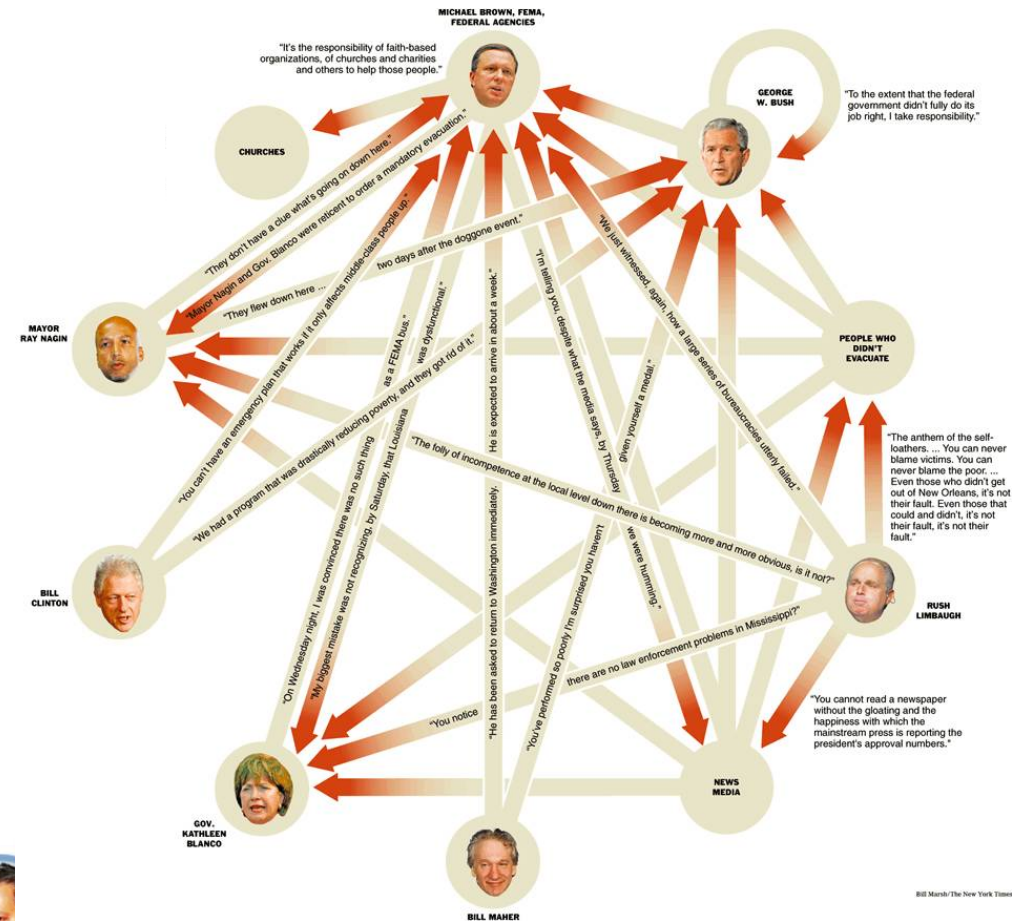 MICHAEL BROWN, FEMA,
FEDERAL AGENCIES
"It's the responsibility of faith-based
organizations, of churches and charities
and others to help those people."
GEORGE
W. BUSH
"To the extent that the federal
government didn't fully do its
job right, I take responsibility."
CHURCHES
"They don't have a clue what's going on down here."
"Mayor Nagin and Gov. Blanco were reticent to order a mandatory evacuation."
"They flew down here ... two days after the doggone event."
MAYOR
RAY NAGIN
PEOPLE WHO
DIDN'T
EVACUATE
"You can't have an emergency plan that works if it only affects middle-class people up."
"We had a program that was drastically reducing poverty, and they got rid of it."
"On Wednesday night, I was convinced there was no such thing as a FEMA bus."
"My biggest mistake was not recognizing, by Saturday, that Louisiana was dysfunctional."
"He has been asked to return to Washington immediately. He is expected to arrive in about a week."
"I'm telling you, despite what the media says, by Thursday we were humming."
"You've performed so poorly I'm surprised you haven't given yourself a medal."
"We just witnessed, again, how a large series of bureaucracies utterly failed."
"The folly of incompetence at the local level down there is becoming more and more obvious, is it not?"
"You notice there are no law enforcement problems in Mississippi?"
"The anthem of the self-
loathers. ... You can never
blame victims. You can
never blame the poor. ...
Even those who didn't get
out of New Orleans, it's not
their fault. Even those that
could and didn't, it's not
their fault, it's not their
fault."
BILL
CLINTON
RUSH
LIMBAUGH
"You cannot read a newspaper
without the gloating and the
happiness with which the
mainstream press is reporting the
president's approval numbers."
GOV.
KATHLEEN
BLANCO
NEWS
MEDIA
BILL MAHER
Bill Marsh/The New York Times